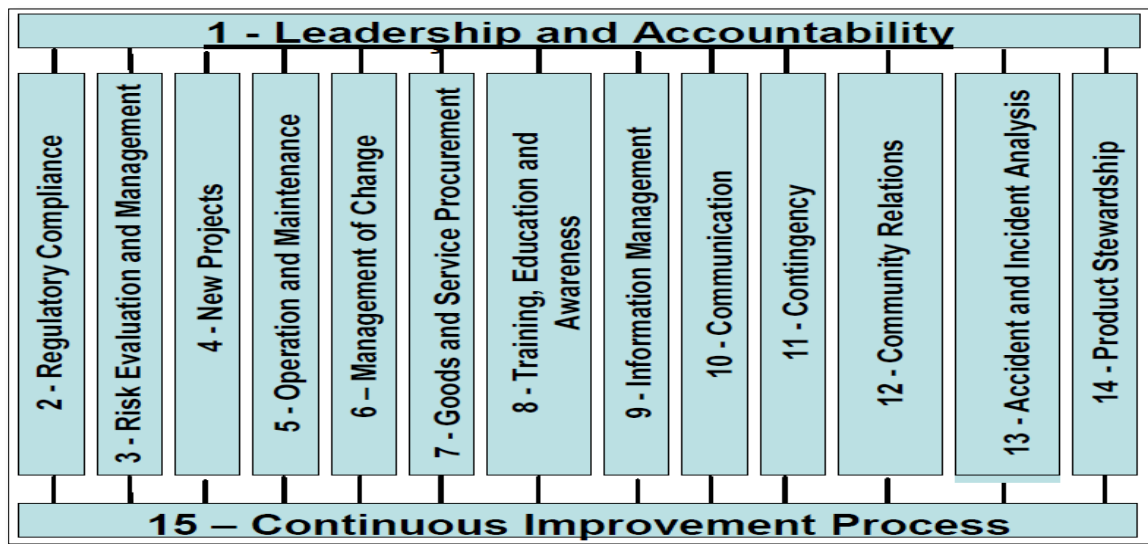 1 - Leadership and Accountability
2 - Regulatory Compliance
3 - Risk Evaluation and Management
4 - New Projects
5 - Operation and Maintenance
6 – Management of Change
7 - Goods and Service Procurement
8 - Training, Education and
Awareness
9 - Information Management
10 - Communication
11 - Contingency
12 - Community Relations
13 - Accident and Incident Analysis
14 - Product Stewardship
15 – Continuous Improvement Process